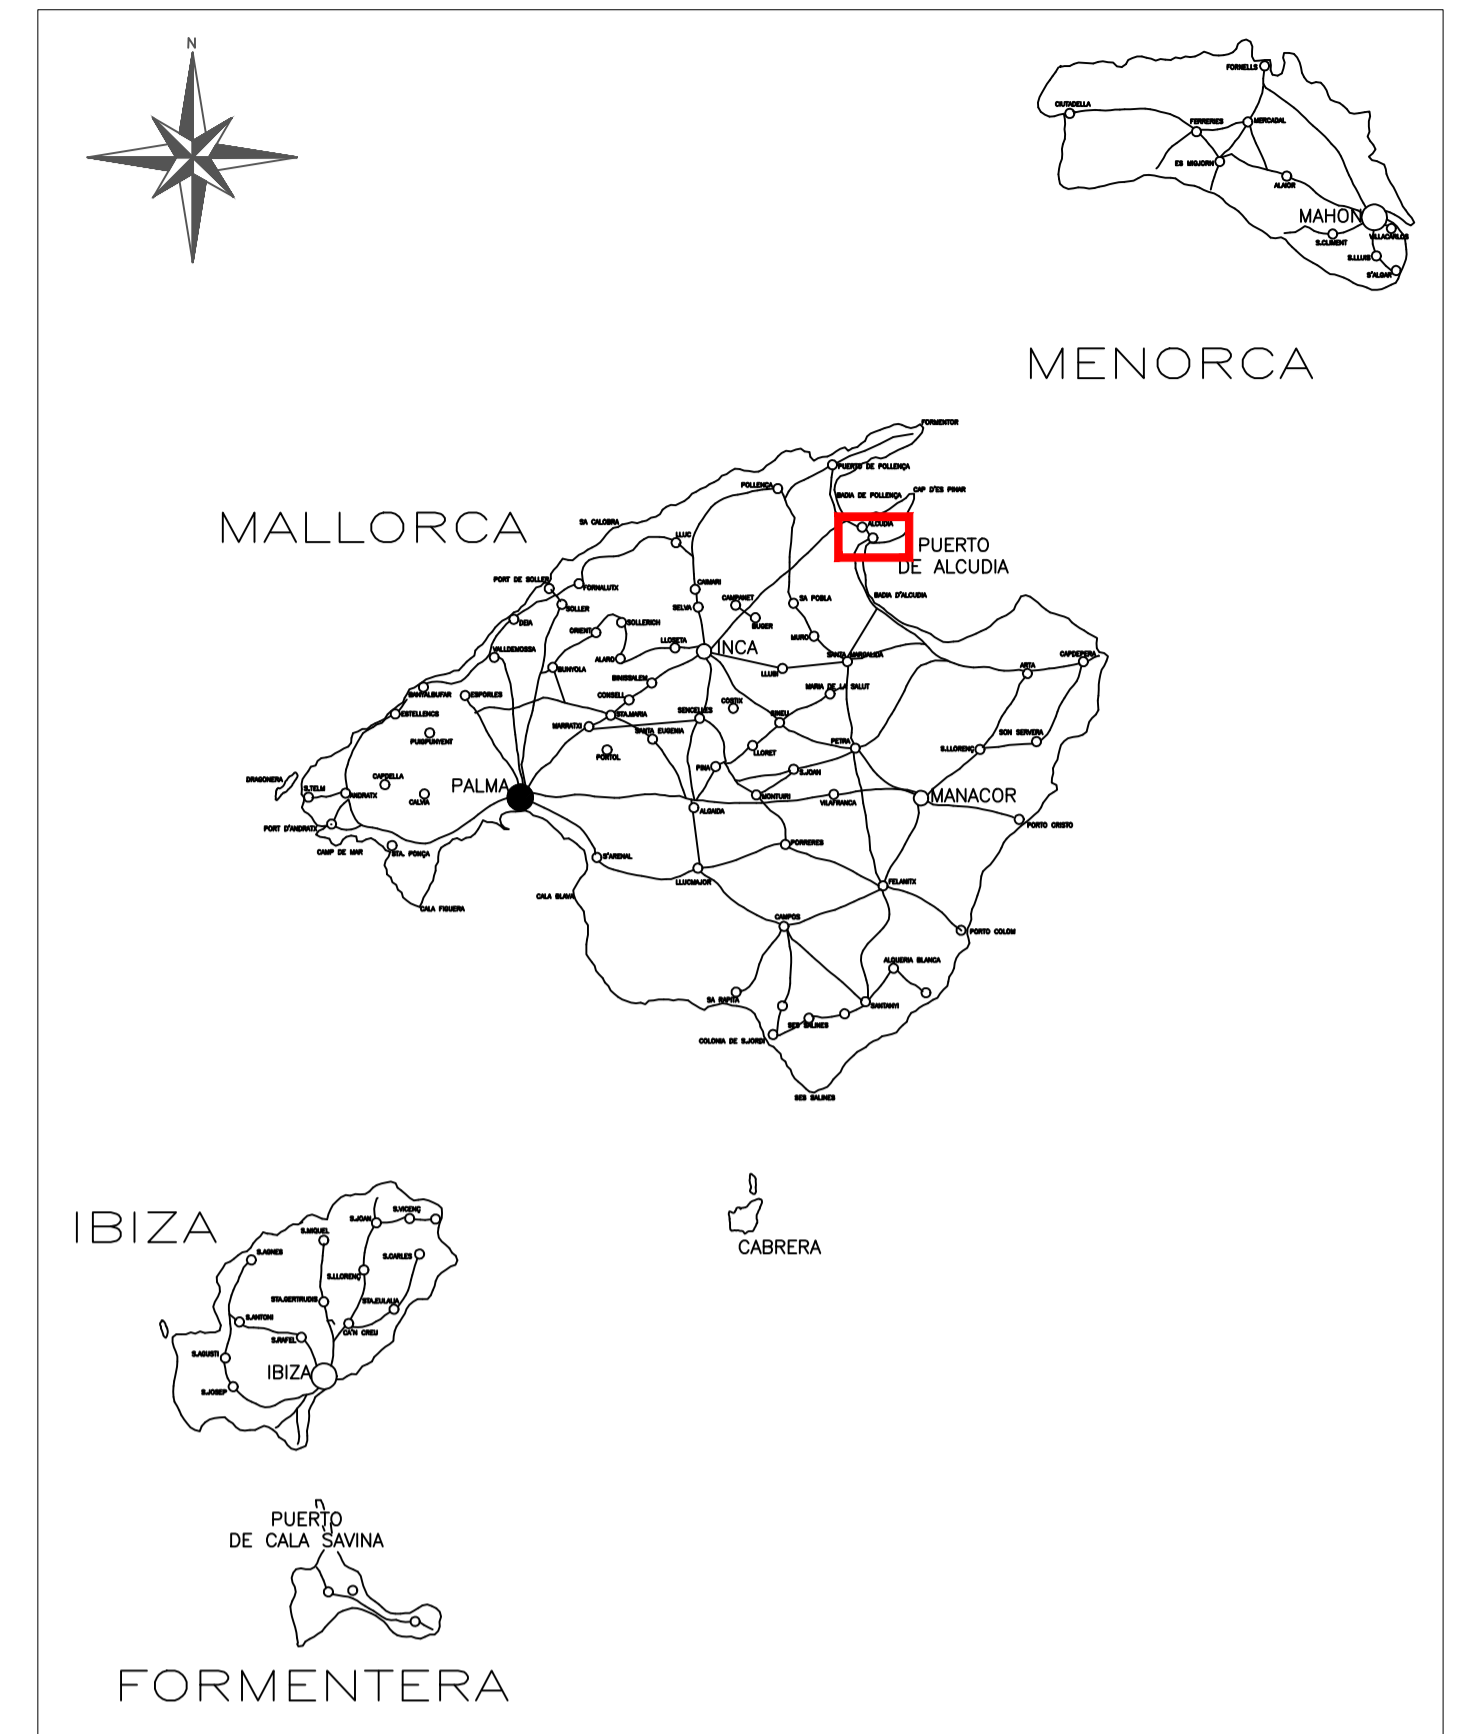 N
FORNELLS
CIUTADELLA
FERRERIES
MERCADAL
ES MIGJORN
ALAIOR
MAHON
VILLACARLOS
S.CLIMENT
S.LLUIS
S'ALGAR
MENORCA
FORMENTOR
PUERTO DE POLLENÇA
POLLENÇA
BADIA DE POLLENÇA
CAP D'ES PINAR
MALLORCA
SA CALOBRA
ALCUDIA
LLUC
PUERTO
DE ALCUDIA
PORT DE SOLLER
FORNALUTX
CAIMARI
CAMPANET
SA POBLA
BADIA D'ALCUDIA
SOLLER
SELVA
BUGER
DEIA
ORIENT
SOLLERICH
LLOSETA
MURO
INCA
VALLDEMOSSA
ALARO
SANTA MARGALIDA
CAPDEPERA
BUNYOLA
LLUBI
ARTA
BINISSALEM
MARIA DE LA SALUT
BANYALBUFAR
ESPORLES
CONSELL
COSTIX
ESTELLENCS
STA.MARIA
SENCELLES
SINEU
MARRATXI
SANTA EUGENIA
SON SERVERA
PUIGPUNYENT
PORTOL
LLORET
PETRA
S.LLORENÇ
PINA
S.JOAN
DRAGONERA
CAPDELLA
S.TELM
ANDRATX
CALVIA
PALMA
MONTUIRI
VILAFRANCA
MANACOR
ALGAIDA
PORT D'ANDRATX
PORTO CRISTO
CAMP DE MAR
STA. PONÇA
S'ARENAL
PORRERES
LLUCMAJOR
FELANITX
CALA BLAVA
CALA FIGUERA
CAMPOS
PORTO COLOM
ALQUERIA BLANCA
SA RAPITA
SANTANYI
SES SALINES
COLONIA DE S.JORDI
SES SALINES
CABRERA
IBIZA
S.VICENÇ
S.JOAN
S.MIQUEL
S.AGNES
S.CARLES
S.LLORENÇ
STA.GERTRUDIS
STA.EULALIA
S.ANTONI
CA'N CREU
S.RAFEL
S.AGUSTI
IBIZA
S.JOSEP
PUERTO
DE CALA SAVINA
FORMENTERA